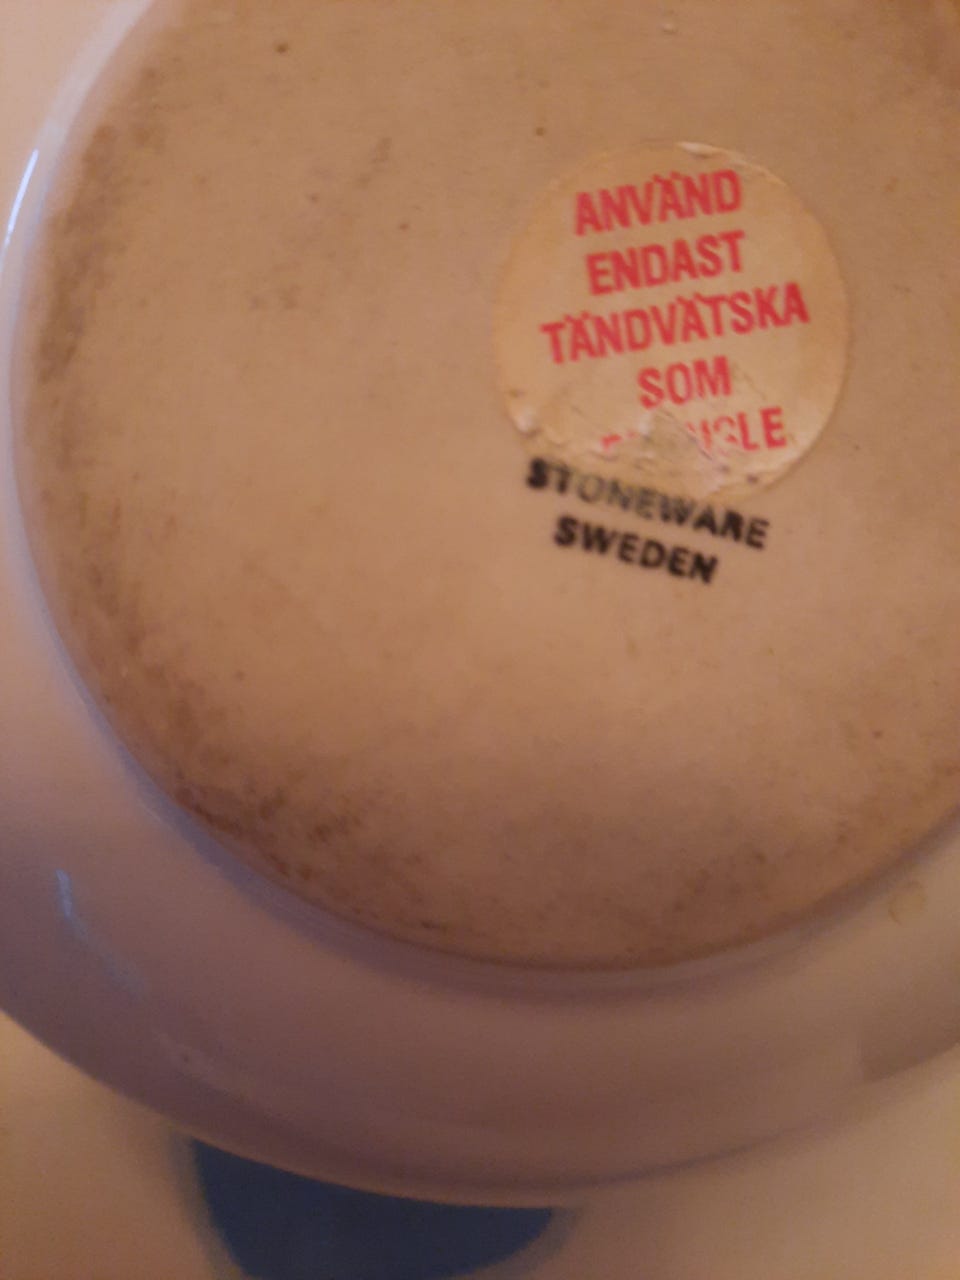 ANVÄND
ENDAST
TÄNDVÄTSKA
SOM
STONEWARE
SWEDEN